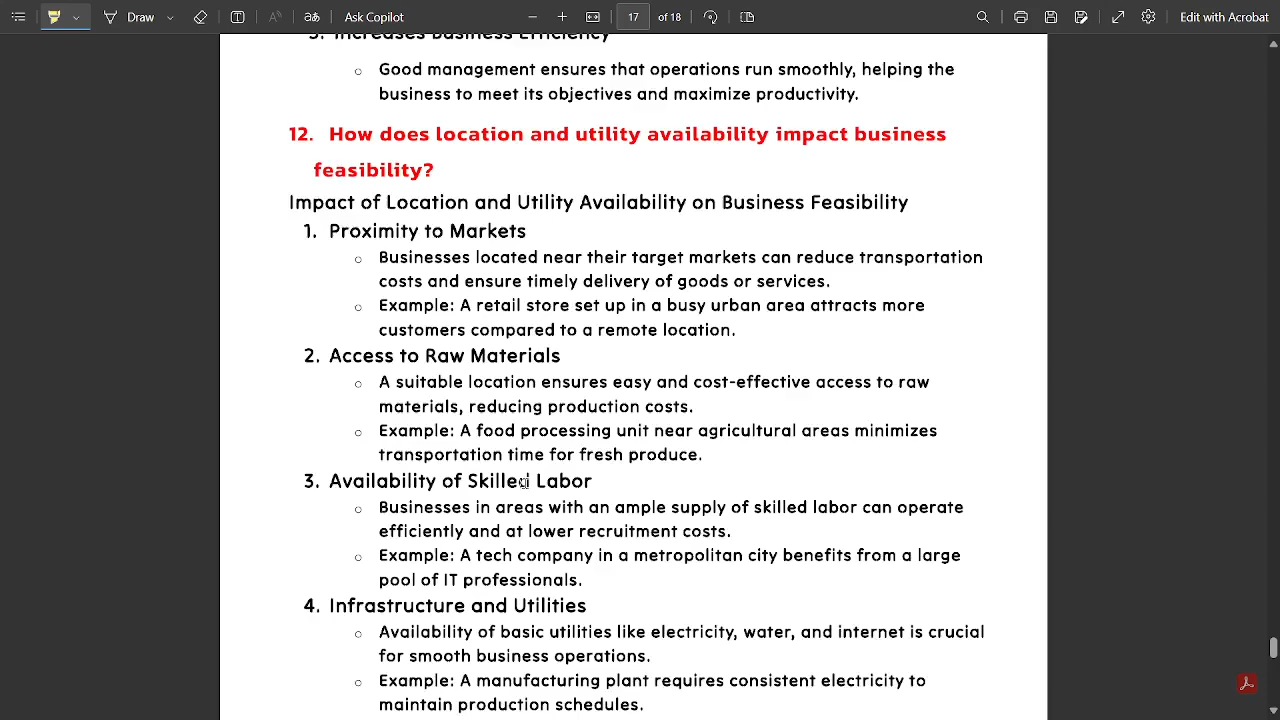 Draw
Ask Copilot
17 of 18
Edit with Acrobat
3. Increases Business Efficiency
○ Good management ensures that operations run smoothly, helping the
business to meet its objectives and maximize productivity.
12. How does location and utility availability impact business
feasibility?
Impact of Location and Utility Availability on Business Feasibility
1. Proximity to Markets
○ Businesses located near their target markets can reduce transportation
costs and ensure timely delivery of goods or services.
○ Example: A retail store set up in a busy urban area attracts more
customers compared to a remote location.
2. Access to Raw Materials
○ A suitable location ensures easy and cost-effective access to raw
materials, reducing production costs.
○ Example: A food processing unit near agricultural areas minimizes
transportation time for fresh produce.
3. Availability of Skilled Labor
○ Businesses in areas with an ample supply of skilled labor can operate
efficiently and at lower recruitment costs.
○ Example: A tech company in a metropolitan city benefits from a large
pool of IT professionals.
4. Infrastructure and Utilities
○ Availability of basic utilities like electricity, water, and internet is crucial
for smooth business operations.
○ Example: A manufacturing plant requires consistent electricity to
maintain production schedules.